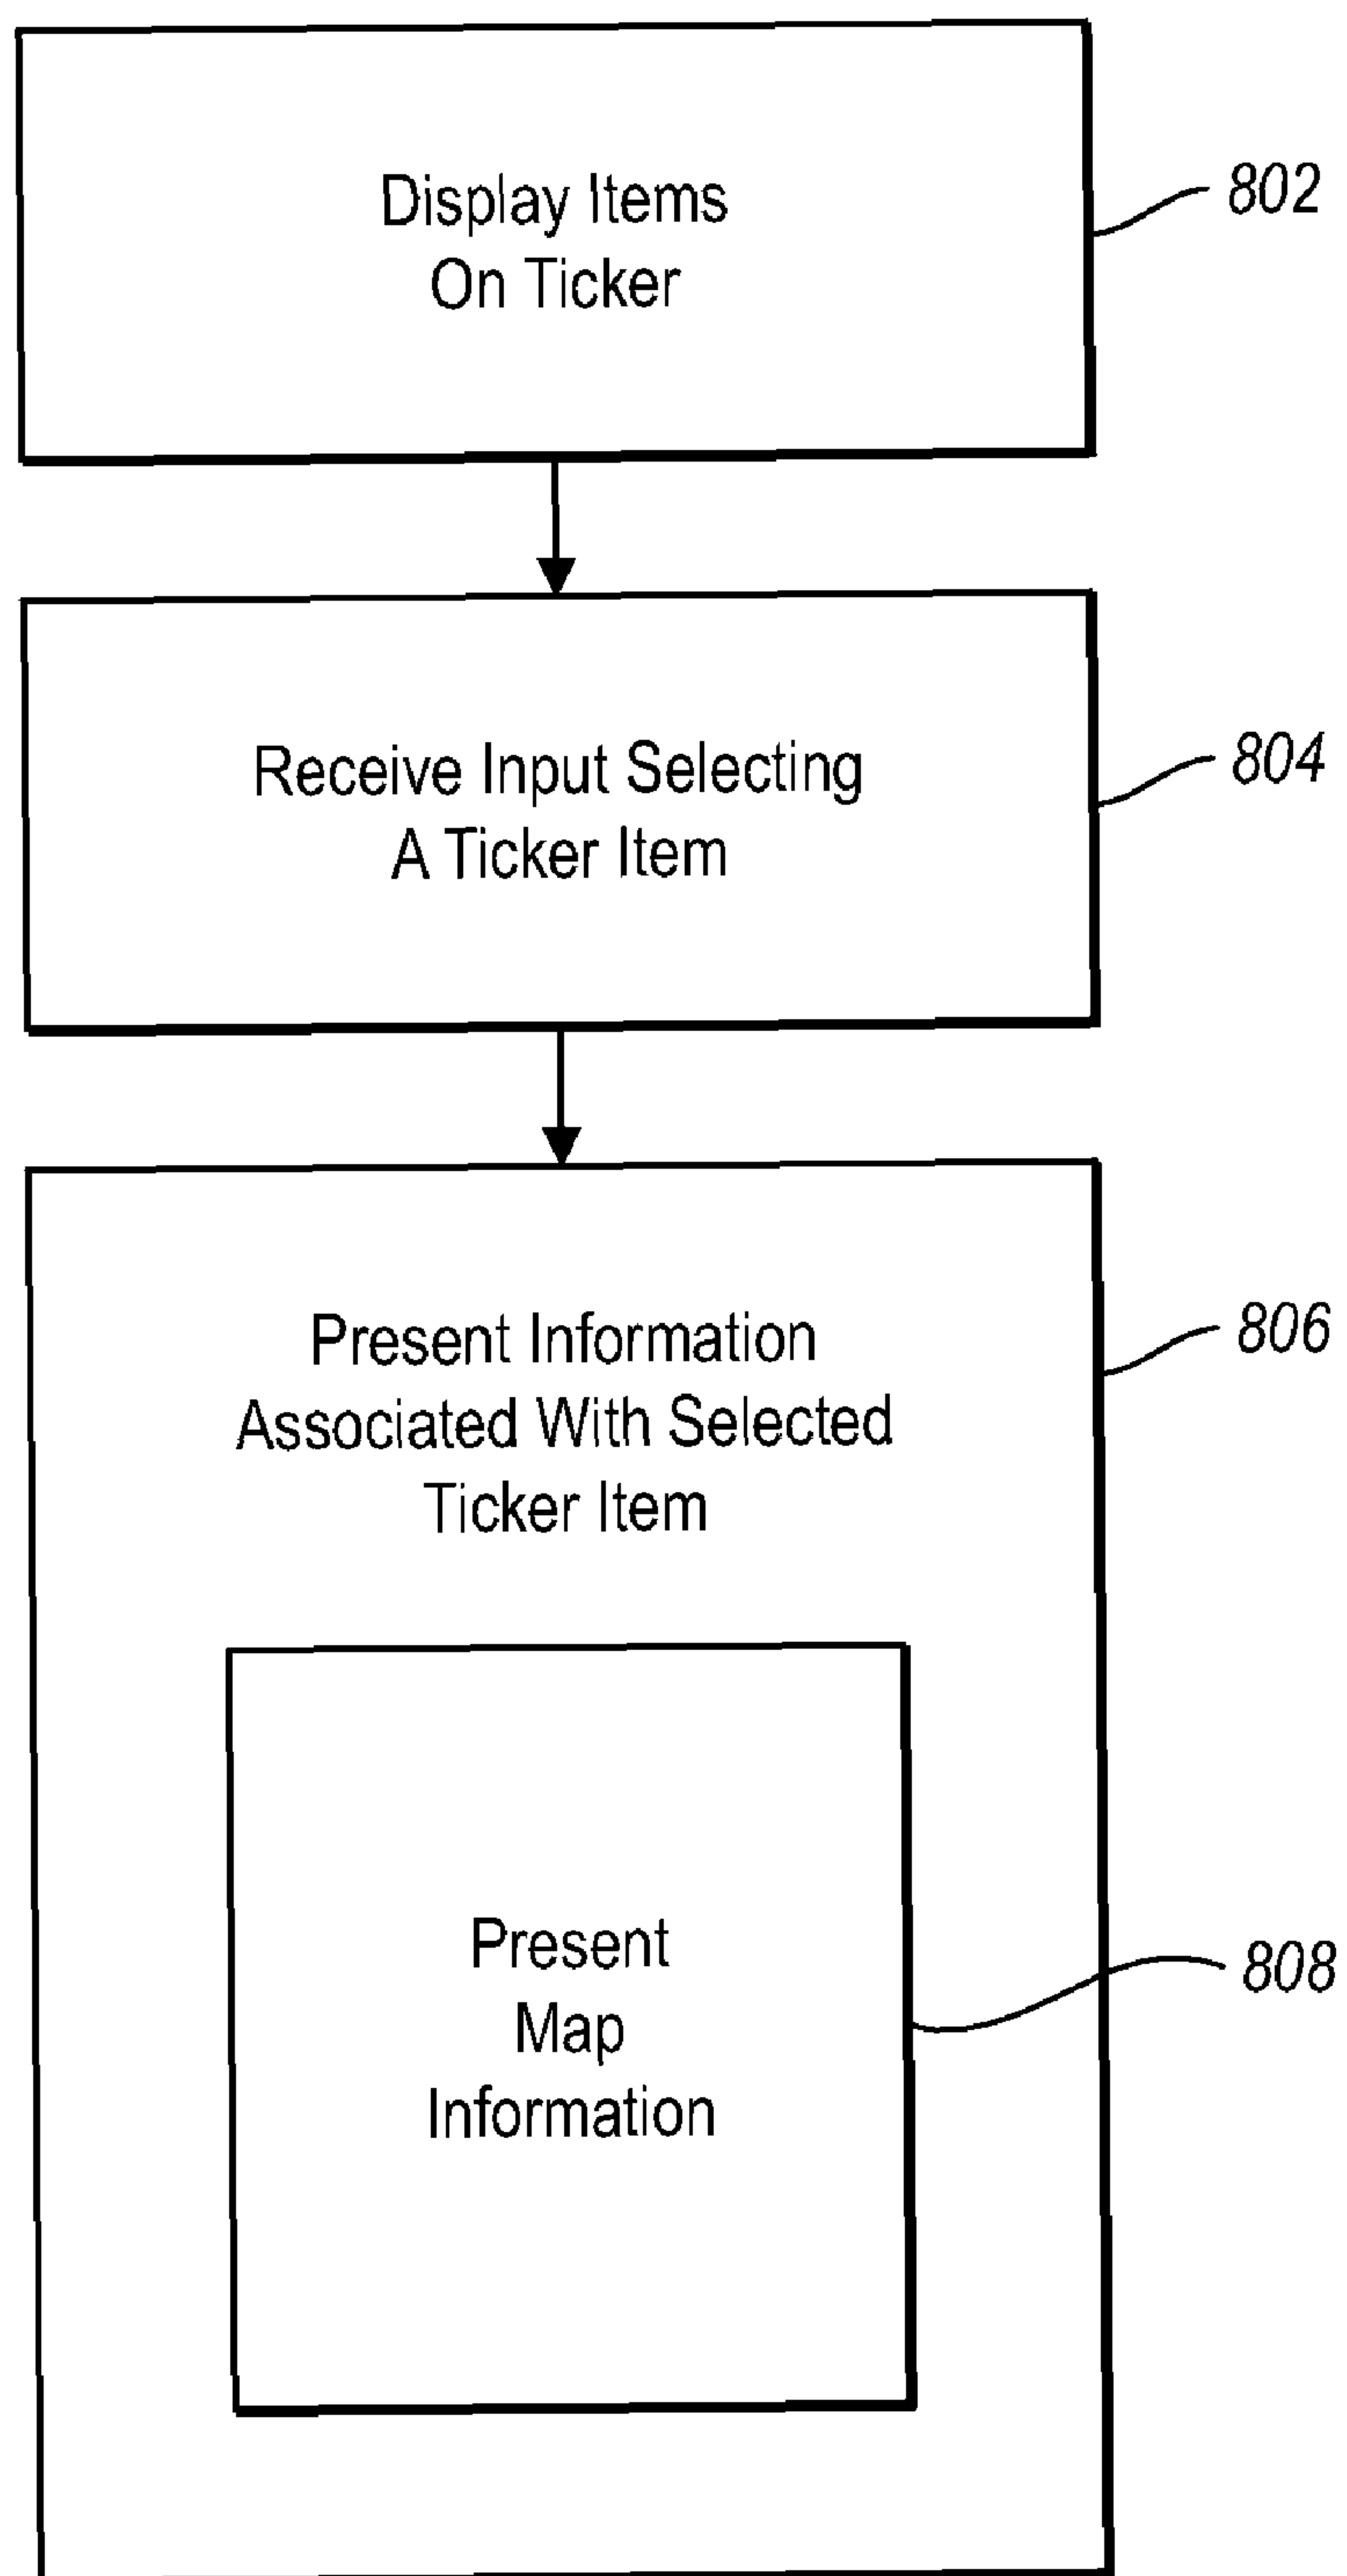 Display Items
On Ticker
802
Receive Input Selecting
A Ticker Item
804
Present Information
Associated With Selected
Ticker Item
806
Present
Map
Information
808